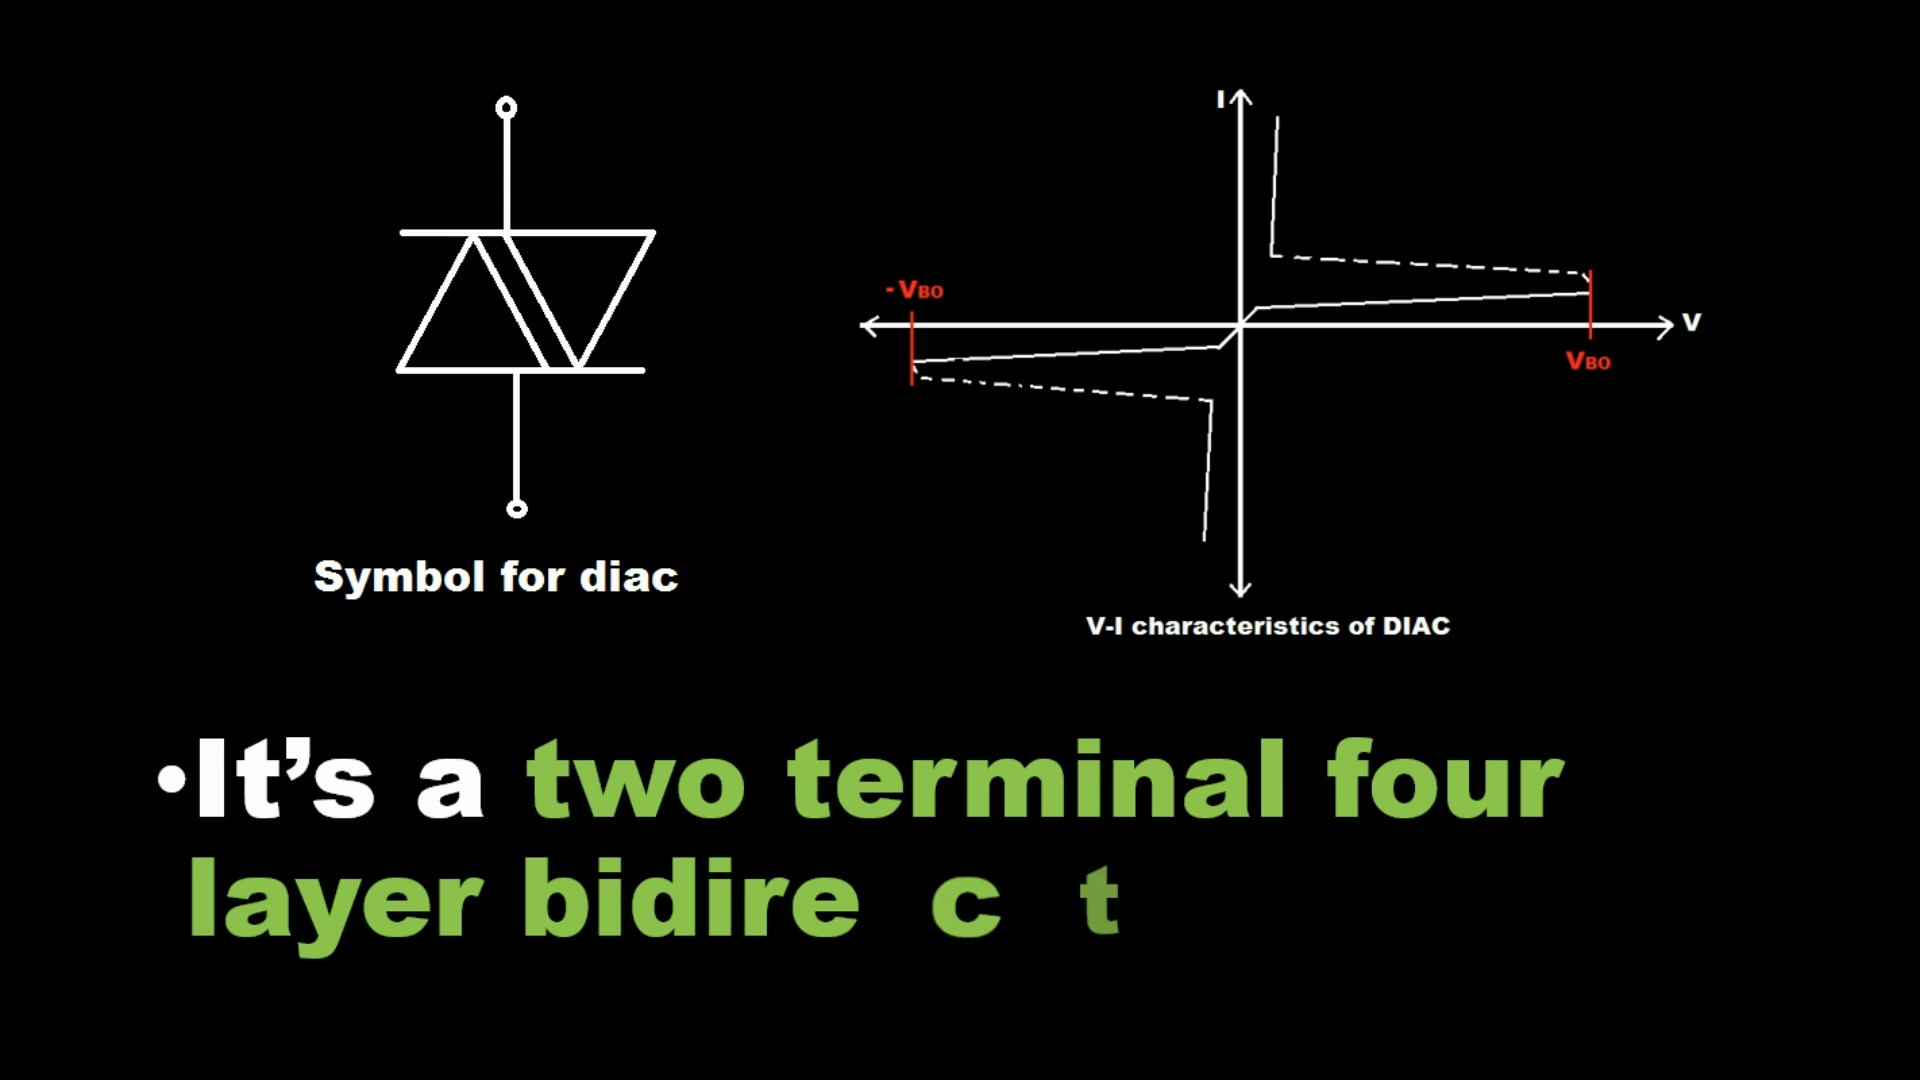 I
- VBO
V
VBO
Symbol for diac
V-I characteristics of DIAC
•It’s a two terminal four
layer bidire c t